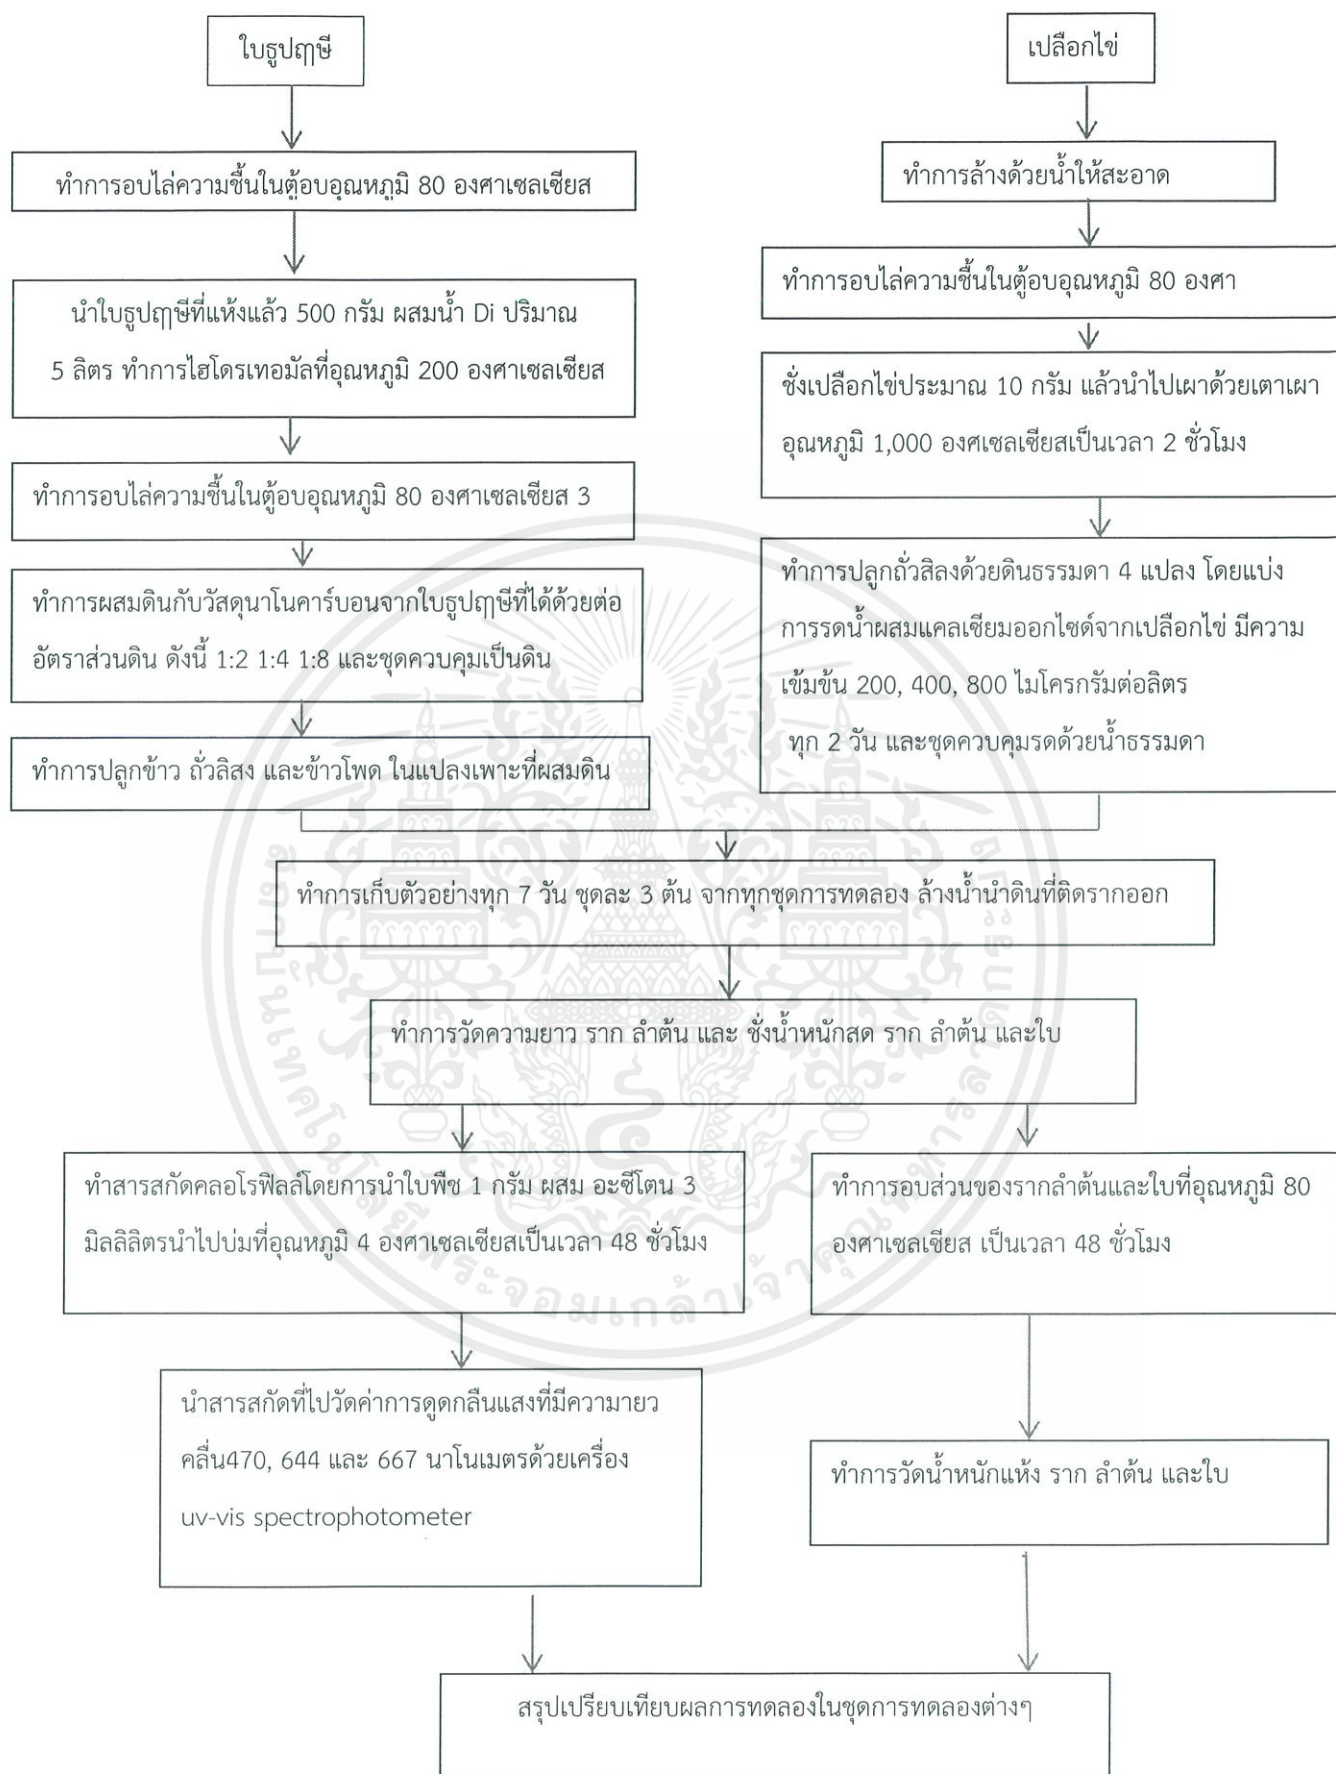 ใบธูปฤๅษี
ทำการอบไล่ความชื้นในตู้อบอุณหภูมิ 80 องศาเซลเซียส
นำใบธูปฤๅษีที่แห้งแล้ว 500 กรัม ผสมน้ำ Di ปริมาณ
5 ลิตร ทำการไฮโดรเทอมัลที่อุณหภูมิ 200 องศาเซลเซียส
ทำการอบไล่ความชื้นในตู้อบอุณหภูมิ 80 องศาเซลเซียส 3
ทำการผสมดินกับวัสดุนาโนคาร์บอนจากใบธูปฤๅษีที่ได้ด้วยต่อ
อัตราส่วนดิน ดังนี้ 1:2 1:4 1:8 และชุดควบคุมเป็นดิน
ทำการปลูกข้าว ถั่วลิสง และข้าวโพด ในแปลงเพาะที่ผสมดิน
เปลือกไข่
ทำการล้างด้วยน้ำให้สะอาด
ทำการอบไล่ความชื้นในตู้อบอุณหภูมิ 80 องศา
ชั่งเปลือกไข่ประมาณ 10 กรัม แล้วนำไปเผาด้วยเตาเผา
อุณหภูมิ 1,000 องศเซลเซียสเป็นเวลา 2 ชั่วโมง
ทำการปลูกถั่วสิลงด้วยดินธรรมดา 4 แปลง โดยแบ่ง
การรดน้ำผสมแคลเซียมออกไซด์จากเปลือกไข่ มีความ
เข้มข้น 200, 400, 800 ไมโครกรัมต่อลิตร
ทุก 2 วัน และชุดควบคุมรดด้วยน้ำธรรมดา
ทำการเก็บตัวอย่างทุก 7 วัน ชุดละ 3 ต้น จากทุกชุดการทดลอง ล้างน้ำนำดินที่ติดรากออก
ทำการวัดความยาว ราก ลำต้น และ ชั่งน้ำหนักสด ราก ลำต้น และใบ
ทำสารสกัดคลอโรฟิลล์โดยการนำใบพืช 1 กรัม ผสม อะซีโตน 3
มิลลิลิตรนำไปบ่มที่อุณหภูมิ 4 องศาเซลเซียสเป็นเวลา 48 ชั่วโมง
นำสารสกัดที่ไปวัดค่าการดูดกลืนแสงที่มีความายว
คลื่น470, 644 และ 667 นาโนเมตรด้วยเครื่อง
uv-vis spectrophotometer
ทำการอบส่วนของรากลำต้นและใบที่อุณหภูมิ 80
องศาเซลเซียส เป็นเวลา 48 ชั่วโมง
ทำการวัดน้ำหนักแห้ง ราก ลำต้น และใบ
สรุปเปรียบเทียบผลการทดลองในชุดการทดลองต่างๆ
สถาบันเทคโนโลยีพระจอมเกล้าเจ้าคุณทหารลาดกระบัง